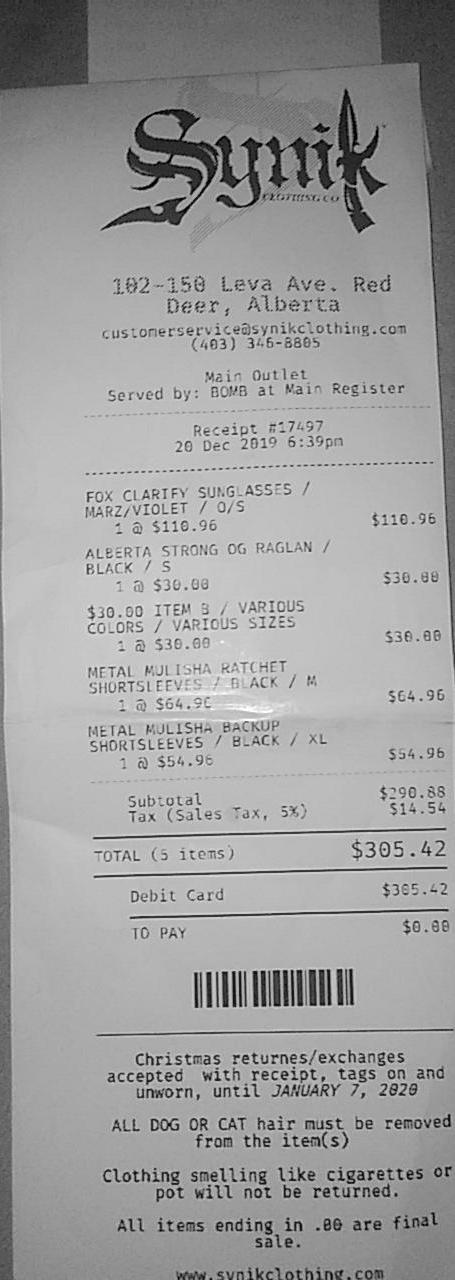 Synik
CLOTHING CO
102-150 Leva Ave. Red
Deer, Alberta
customerservice@synikclothing.com
(403) 346-8805
Main Outlet
Served by: BOMB at Main Register
Receipt #17497
20 Dec 2019 6:39pm
FOX CLARIFY SUNGLASSES /
MARZ/VIOLET / O/S
1 @ $110.96 $110.96
ALBERTA STRONG OG RAGLAN /
BLACK / S
1 @ $30.00 $30.00
$30.00 ITEM B / VARIOUS
COLORS / VARIOUS SIZES
1 @ $30.00 $30.00
METAL MULISHA RATCHET
SHORTSLEEVES / BLACK / M
1 @ $64.96 $64.96
METAL MULISHA BACKUP
SHORTSLEEVES / BLACK / XL
1 @ $54.96 $54.96
Subtotal $290.88
Tax (Sales Tax, 5%) $14.54
TOTAL (5 items) $305.42
Debit Card $305.42
TO PAY $0.00
Christmas returnes/exchanges
accepted with receipt, tags on and
unworn, until JANUARY 7, 2020
ALL DOG OR CAT hair must be removed
from the item(s)
Clothing smelling like cigarettes or
pot will not be returned.
All items ending in .00 are final
sale.
www.synikclothing.com